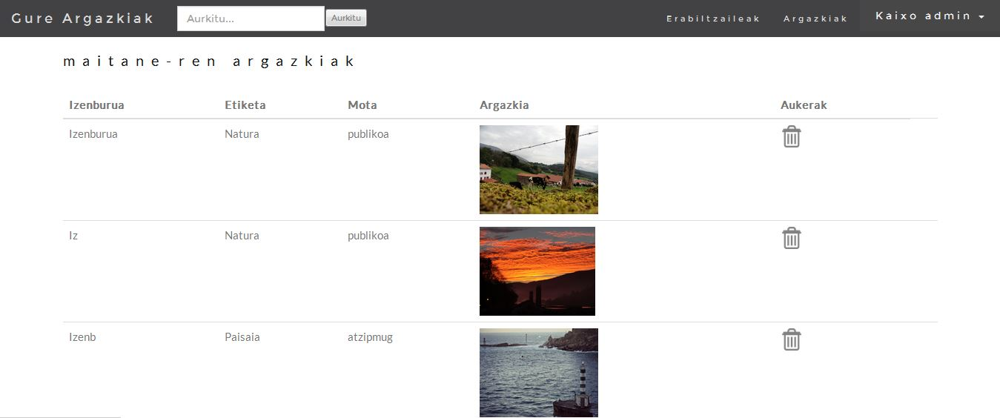 Gure Argazkiak Aurkitu... Aurkitu Erabiltzaileak Argazkiak Kaixo admin
maitane-ren argazkiak
Izenburua Etiketa Mota Argazkia Aukerak
Izenburua Natura publikoa
Iz Natura publikoa
Izenb Paisaia atzipmug